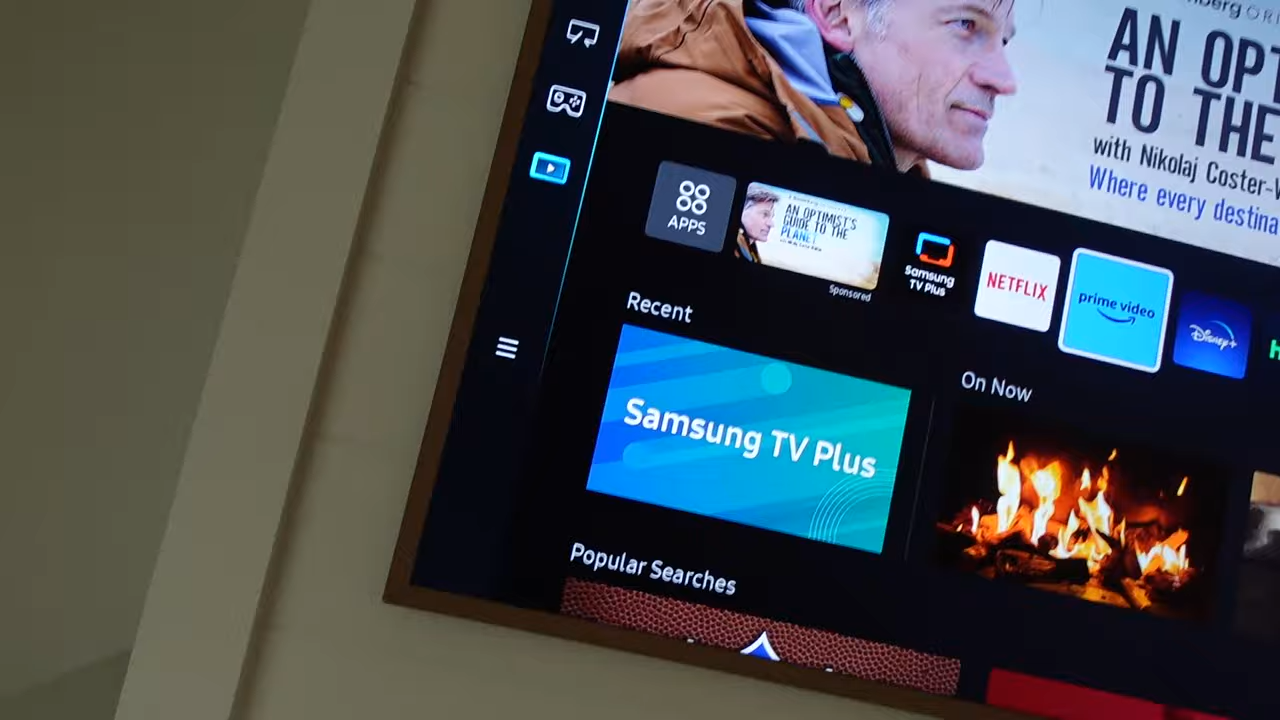 AN OPT
TO THE
with Nikolaj Coster-
Where every destina
APPS
AN OPTIMIST'S
GUIDE TO THE
PLANET
Sponsored
Samsung
TV Plus
NETFLIX
prime video
Disney+
Recent
Samsung TV Plus
On Now
Popular Searches